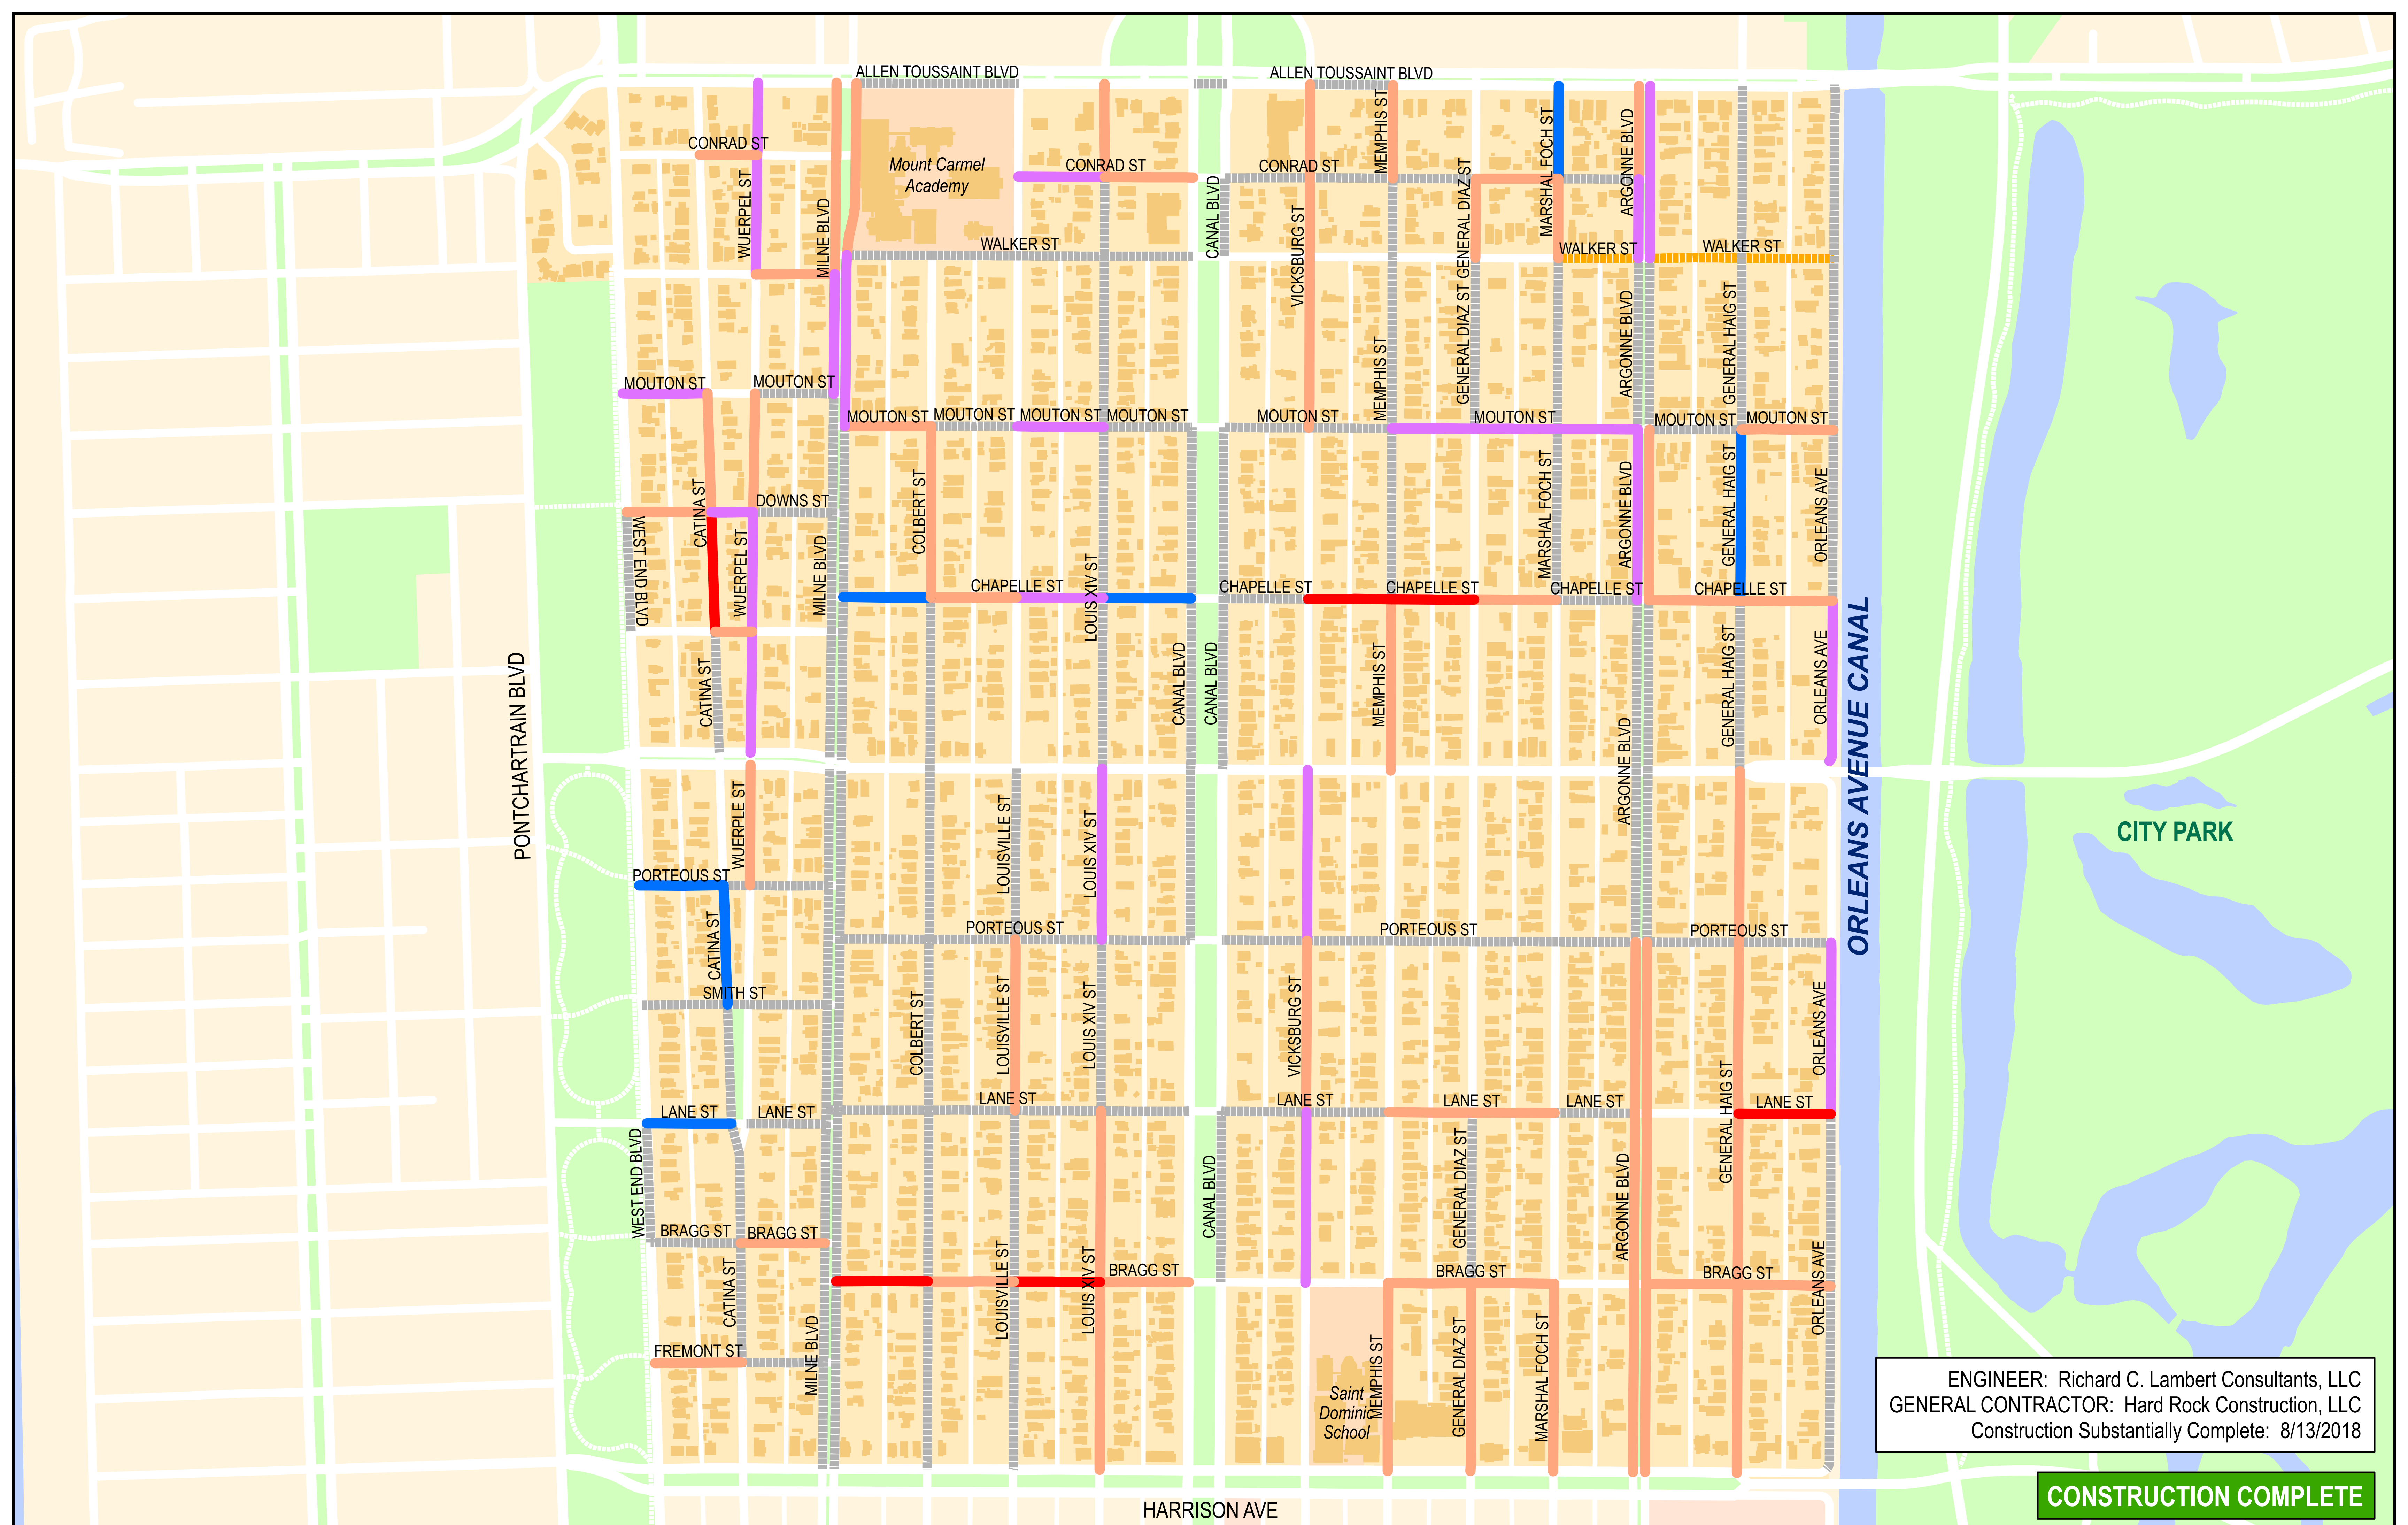 ALLEN TOUSSAINT BLVD
ALLEN TOUSSAINT BLVD
CONRAD ST
Mount Carmel
Academy
CONRAD ST
CONRAD ST
MEMPHIS ST
MARSHAL FOCH ST
ARGONNE BLVD
WUERPEL ST
MILNE BLVD
CANAL BLVD
VICKSBURG ST
GENERAL DIAZ ST
WALKER ST
WALKER ST
WALKER ST
GENERAL DIAZ ST
MEMPHIS ST
ARGONNE BLVD
GENERAL HAIG ST
MOUTON ST
MOUTON ST
MOUTON ST
MOUTON ST
MOUTON ST
MOUTON ST
MOUTON ST
MOUTON ST
MOUTON ST
MOUTON ST
CATINA ST
DOWNS ST
COLBERT ST
MARSHAL FOCH ST
ARGONNE BLVD
GENERAL HAIG ST
ORLEANS AVE
WEST END BLVD
WUERPEL ST
MILNE BLVD
CHAPELLE ST
LOUIS XIV ST
CHAPELLE ST
CHAPELLE ST
CHAPELLE ST
CHAPELLE ST
PONTCHARTRAIN BLVD
CATINA ST
CANAL BLVD
CANAL BLVD
MEMPHIS ST
ARGONNE BLVD
GENERAL HAIG ST
ORLEANS AVE
ORLEANS AVENUE CANAL
CITY PARK
WUERPLE ST
LOUISVILLE ST
LOUIS XIV ST
PORTEOUS ST
CATINA ST
PORTEOUS ST
PORTEOUS ST
PORTEOUS ST
SMITH ST
COLBERT ST
LOUISVILLE ST
LOUIS XIV ST
VICKSBURG ST
ORLEANS AVE
LANE ST
LANE ST
LANE ST
LANE ST
LANE ST
LANE ST
LANE ST
GENERAL HAIG ST
WEST END BLVD
CANAL BLVD
GENERAL DIAZ ST
ARGONNE BLVD
BRAGG ST
BRAGG ST
BRAGG ST
BRAGG ST
BRAGG ST
CATINA ST
LOUISVILLE ST
LOUIS XIV ST
ORLEANS AVE
FREMONT ST
MILNE BLVD
Saint
Dominic
School
MEMPHIS ST
GENERAL DIAZ ST
MARSHAL FOCH ST
HARRISON AVE
ENGINEER: Richard C. Lambert Consultants, LLC
GENERAL CONTRACTOR: Hard Rock Construction, LLC
Construction Substantially Complete: 8/13/2018
CONSTRUCTION COMPLETE